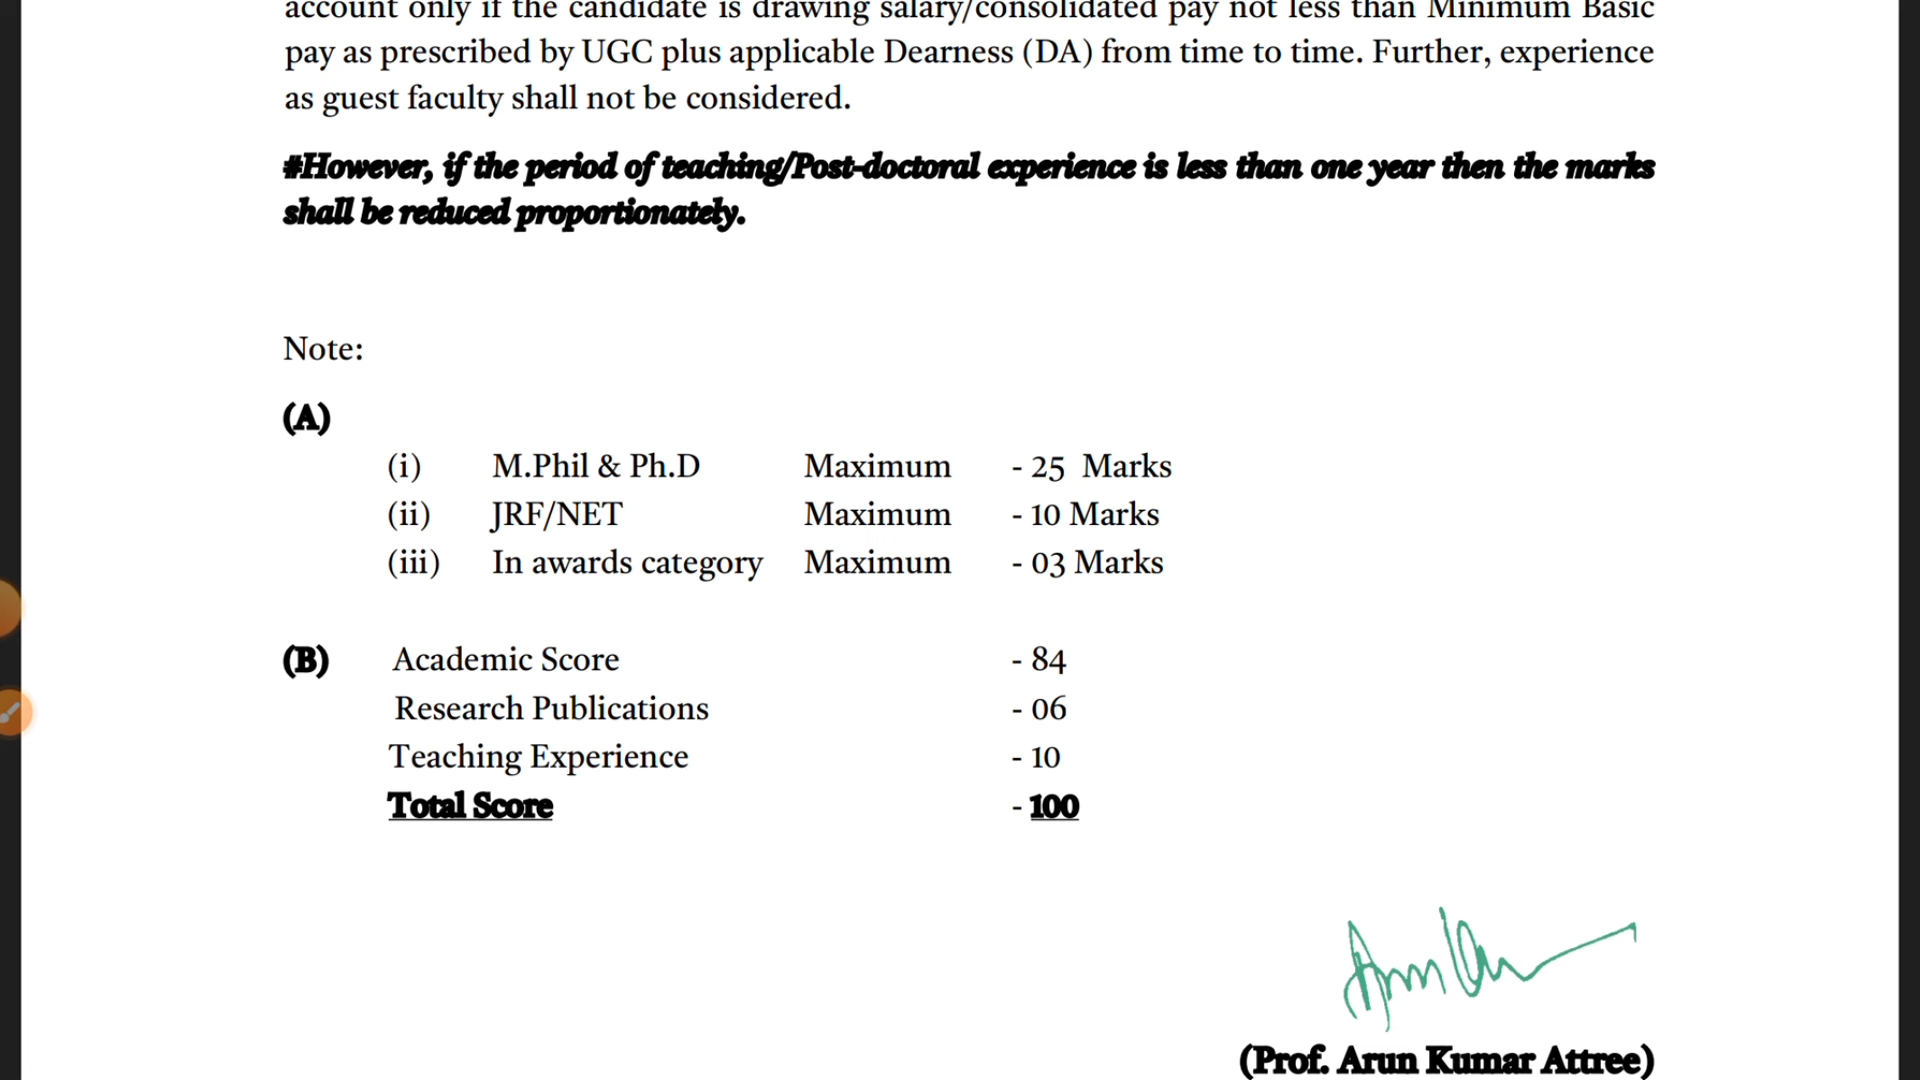 account only if the candidate is drawing salary/consolidated pay not less than Minimum Basic
pay as prescribed by UGC plus applicable Dearness (DA) from time to time. Further, experience
as guest faculty shall not be considered.
#However, if the period of teaching/Post-doctoral experience is less than one year then the marks
shall be reduced proportionately.
Note:
(A)
(i) M.Phil & Ph.D Maximum - 25 Marks
(ii) JRF/NET Maximum - 10 Marks
(iii) In awards category Maximum - 03 Marks
(B) Academic Score - 84
Research Publications - 06
Teaching Experience - 10
Total Score - 100
(Prof. Arun Kumar Attree)